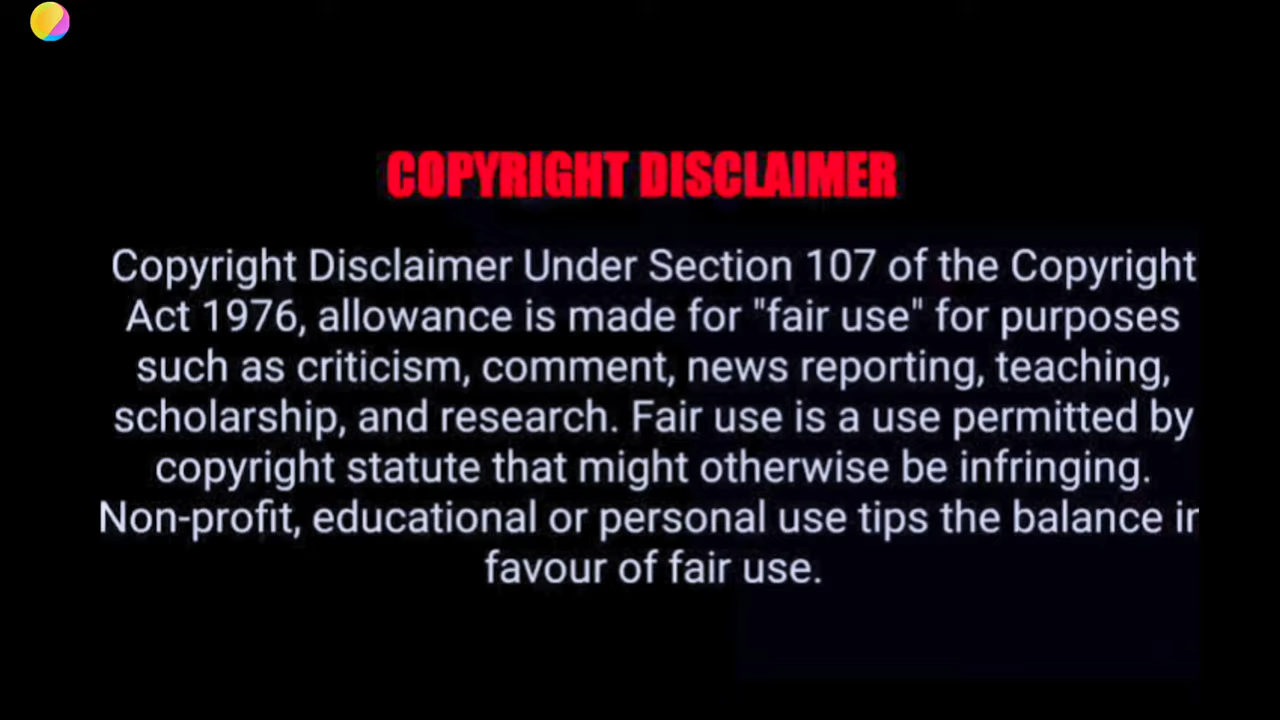 COPYRIGHT DISCLAIMER
Copyright Disclaimer Under Section 107 of the Copyright
Act 1976, allowance is made for "fair use" for purposes
such as criticism, comment, news reporting, teaching,
scholarship, and research. Fair use is a use permitted by
copyright statute that might otherwise be infringing.
Non-profit, educational or personal use tips the balance
favour of fair use.